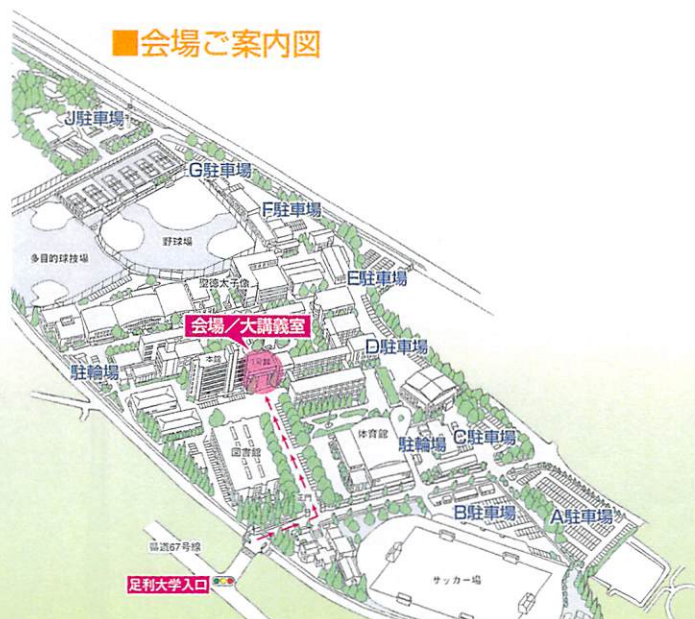 ■会場ご案内図
J駐車場
G駐車場
F駐車場
野球場
多目的球技場
聖徳太子像
E駐車場
会場／大講義室
D駐車場
本館
1号館
駐輪場
体育館
駐輪場
C駐車場
図書館
正門
B駐車場
A駐車場
県道67号線
サッカー場
足利大学入口